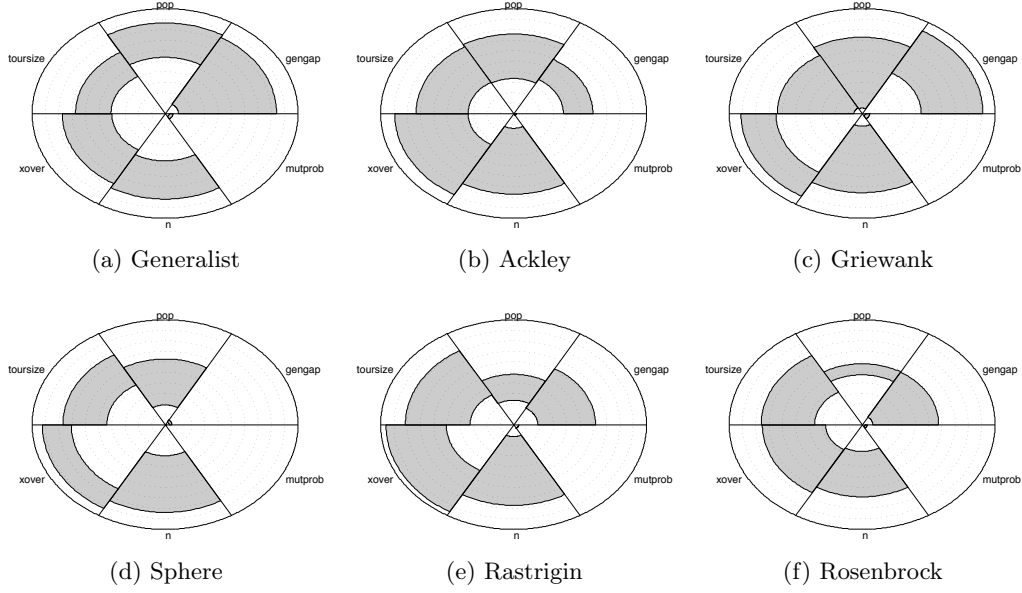 pop pop pop
toursize gengap toursize gengap toursize gengap
xover mutprob xover mutprob xover mutprob
n n n
(a) Generalist (b) Ackley (c) Griewank
pop pop pop
toursize gengap toursize gengap toursize gengap
xover mutprob xover mutprob xover mutprob
n n n
(d) Sphere (e) Rastrigin (f) Rosenbrock